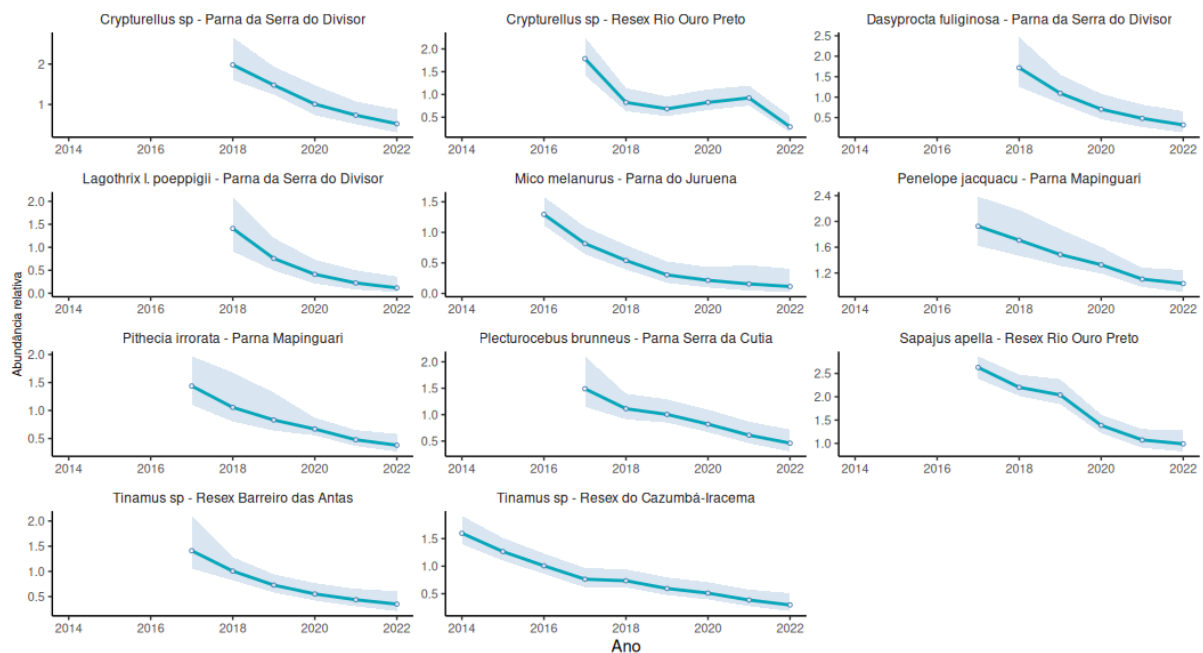 Crypturellus sp - Parna da Serra do Divisor
Crypturellus sp - Resex Rio Ouro Preto
Dasyprocta fuliginosa - Parna da Serra do Divisor
2
1
2014 2016 2018 2020 2022
2.0
1.5
1.0
0.5
2014 2016 2018 2020 2022
2.5
2.0
1.5
1.0
0.5
2014 2016 2018 2020 2022
Lagothrix l. poeppigii - Parna da Serra do Divisor
Mico melanurus - Parna do Juruena
Penelope jacquacu - Parna Mapinguari
2.0
1.5
1.0
0.5
0.0
2014 2016 2018 2020 2022
1.5
1.0
0.5
0.0
2014 2016 2018 2020 2022
2.4
2.0
1.6
1.2
2014 2016 2018 2020 2022
Abundância relativa
Pithecia irrorata - Parna Mapinguari
Plecturocebus brunneus - Parna Serra da Cutia
Sapajus apella - Resex Rio Ouro Preto
2.0
1.5
1.0
0.5
2014 2016 2018 2020 2022
2.0
1.5
1.0
0.5
2014 2016 2018 2020 2022
2.5
2.0
1.5
1.0
2014 2016 2018 2020 2022
Tinamus sp - Resex Barreiro das Antas
Tinamus sp - Resex do Cazumbá-Iracema
2.0
1.5
1.0
0.5
2014 2016 2018 2020 2022
1.5
1.0
0.5
2014 2016 2018 2020 2022
Ano